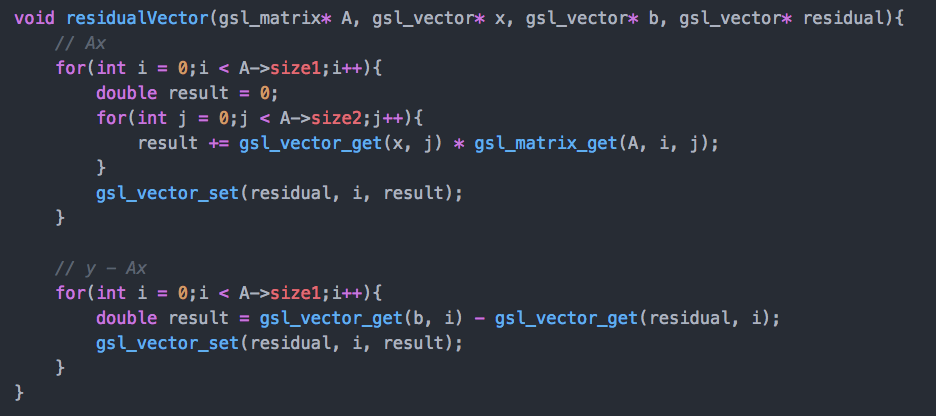 void residualVector(gsl_matrix* A, gsl_vector* x, gsl_vector* b, gsl_vector* residual){
    // Ax
    for(int i = 0;i < A->size1;i++){
        double result = 0;
        for(int j = 0;j < A->size2;j++){
            result += gsl_vector_get(x, j) * gsl_matrix_get(A, i, j);
        }
        gsl_vector_set(residual, i, result);
    }

    // y - Ax
    for(int i = 0;i < A->size1;i++){
        double result = gsl_vector_get(b, i) - gsl_vector_get(residual, i);
        gsl_vector_set(residual, i, result);
    }
}